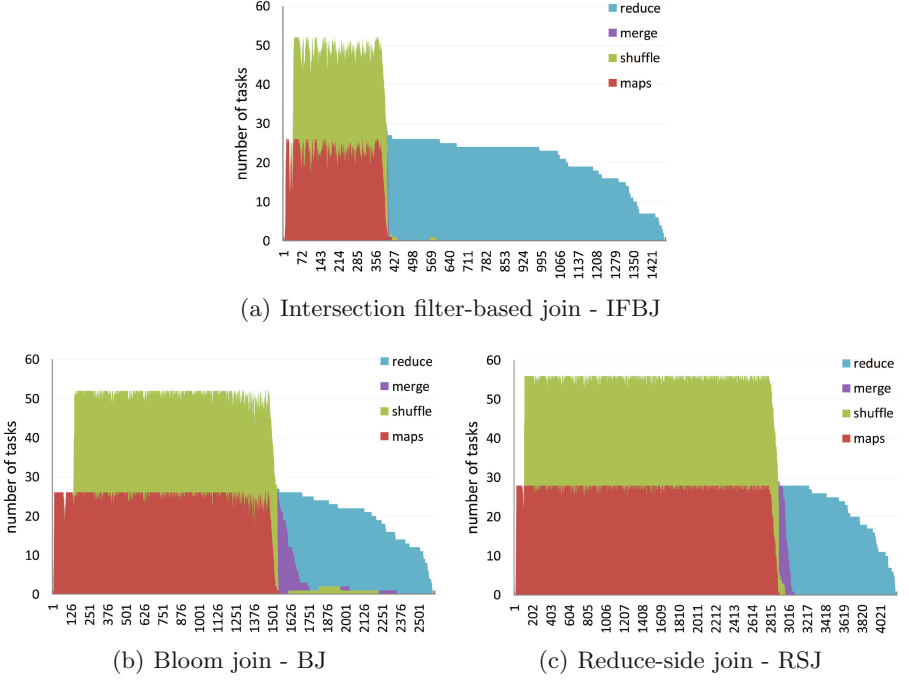 60
50
40
30
20
10
0
number of tasks
reduce
merge
shuffle
maps
1 72 143 214 285 356 427 498 569 640 711 782 853 924 995 1066 1137 1208 1279 1350 1421
(a) Intersection filter-based join - IFBJ
60
50
40
30
20
10
0
number of tasks
reduce
merge
shuffle
maps
1 126 251 376 501 626 751 876 1001 1126 1251 1376 1501 1626 1751 1876 2001 2126 2251 2376 2501
(b) Bloom join - BJ
60
50
40
30
20
10
0
number of tasks
reduce
merge
shuffle
maps
1 202 403 604 805 1006 1207 1408 1609 1810 2011 2212 2413 2614 2815 3016 3217 3418 3619 3820 4021
(c) Reduce-side join - RSJ